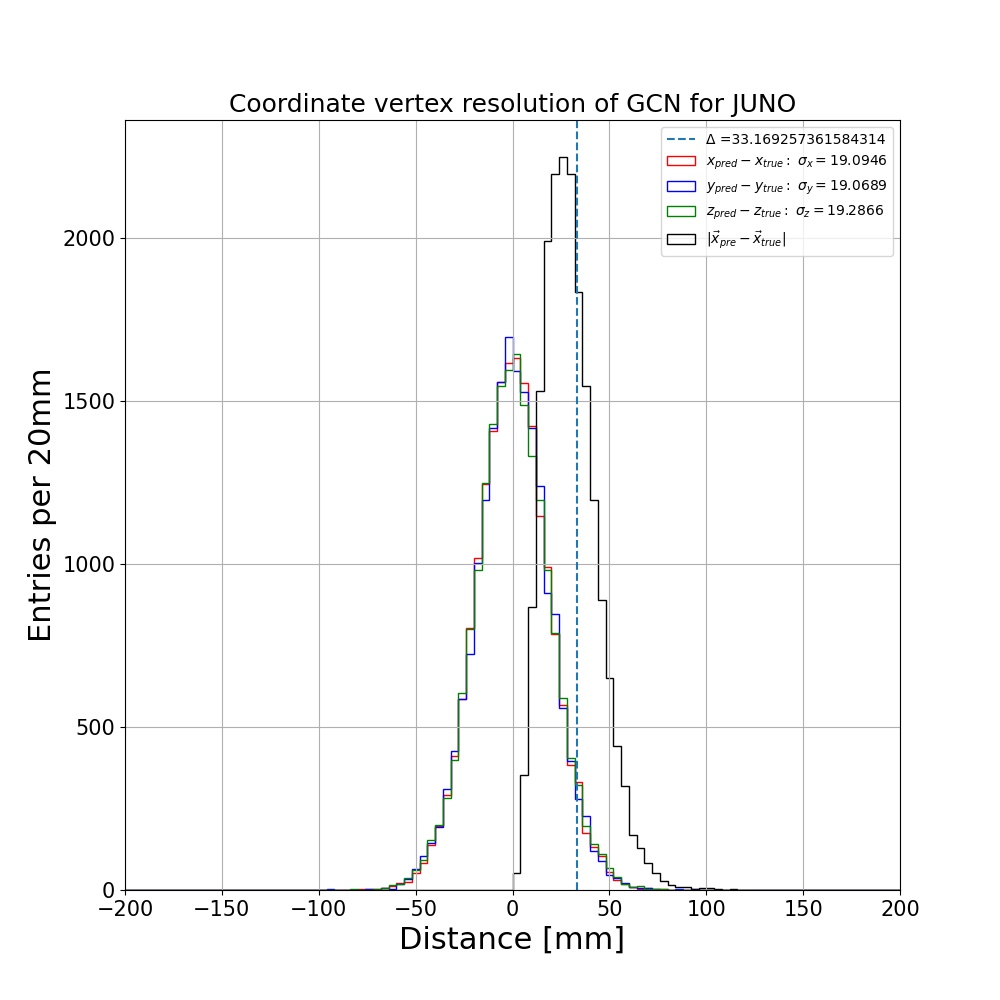 Coordinate vertex resolution of GCN for JUNO
Δ =33.169257361584314
x_pred − x_true : σ_x = 19.0946
y_pred − y_true : σ_y = 19.0689
z_pred − z_true : σ_z = 19.2866
|x⃗_pre − x⃗_true|
Entries per 20mm
2000
1500
1000
500
0
−200 −150 −100 −50 0 50 100 150 200
Distance [mm]